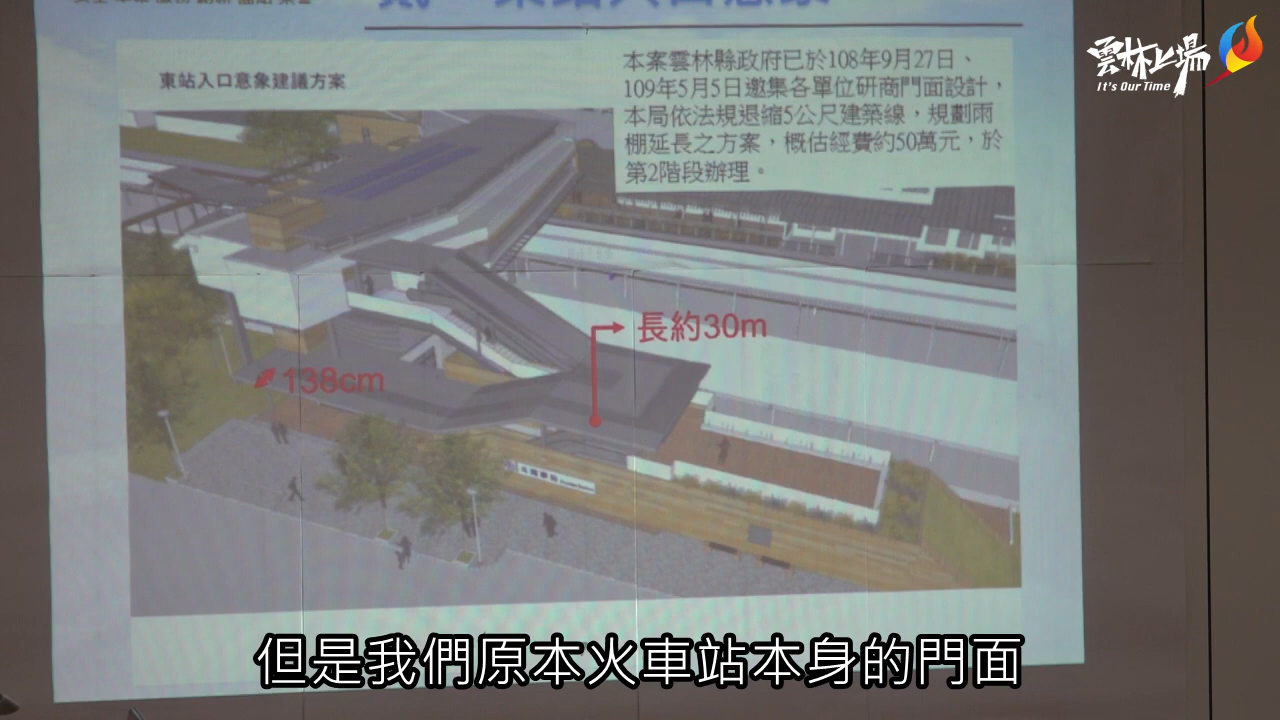 雲林上場
It's Our Time
東站入口意象建議方案
本案雲林縣政府已於108年9月27日、
109年5月5日邀集各單位研商門面設計，
本局依法規退縮5公尺建築線，規劃雨
棚延長之方案，概估經費約50萬元，於
第2階段辦理。
長約30m
138cm
但是我們原本火車站本身的門面